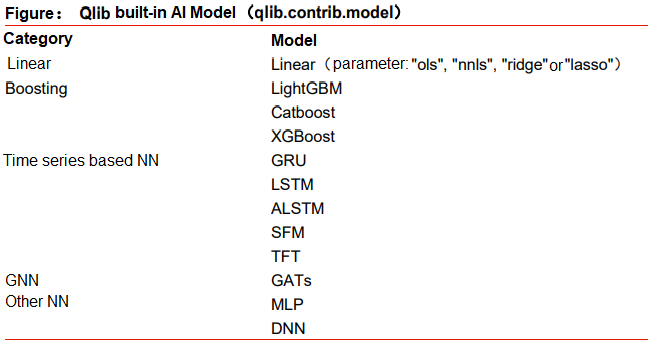 Figure： Qlib built-in AI Model（qlib.contrib.model）
Category Model
Linear Linear（parameter: "ols", "nnls", "ridge" or "lasso"）
Boosting LightGBM
Catboost
XGBoost
Time series based NN GRU
LSTM
ALSTM
SFM
TFT
GNN GATs
Other NN MLP
DNN